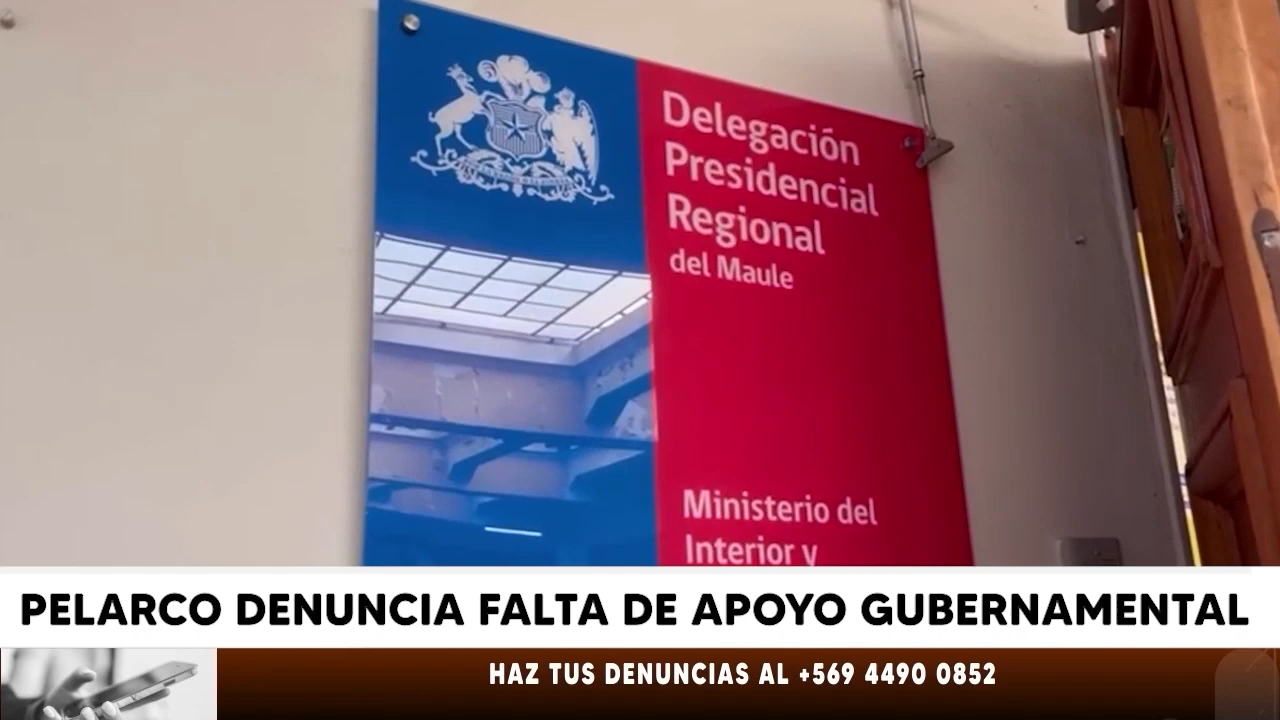 Delegación
Presidencial
Regional
del Maule
Ministerio del
Interior y
PELARCO DENUNCIA FALTA DE APOYO GUBERNAMENTAL
HAZ TUS DENUNCIAS AL +569 4490 0852